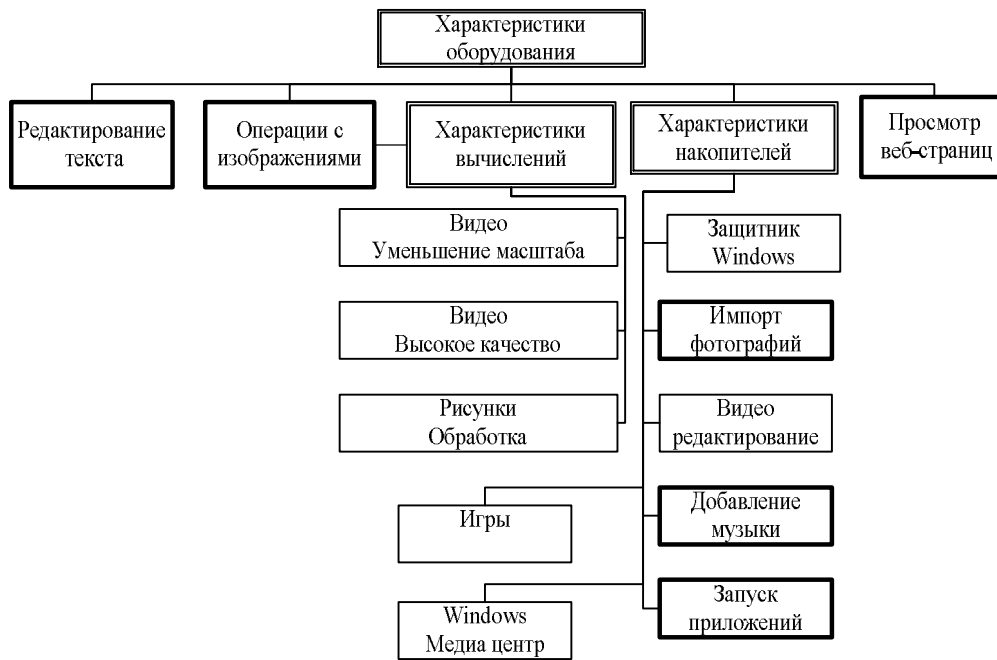 Характеристики
оборудования
Редактирование
текста
Операции с
изображениями
Характеристики
вычислений
Характеристики
накопителей
Просмотр
веб-страниц
Видео
Уменьшение масштаба
Видео
Высокое качество
Рисунки
Обработка
Защитник
Windows
Импорт
фотографий
Видео
редактирование
Игры
Добавление
музыки
Windows
Медиа центр
Запуск
приложений